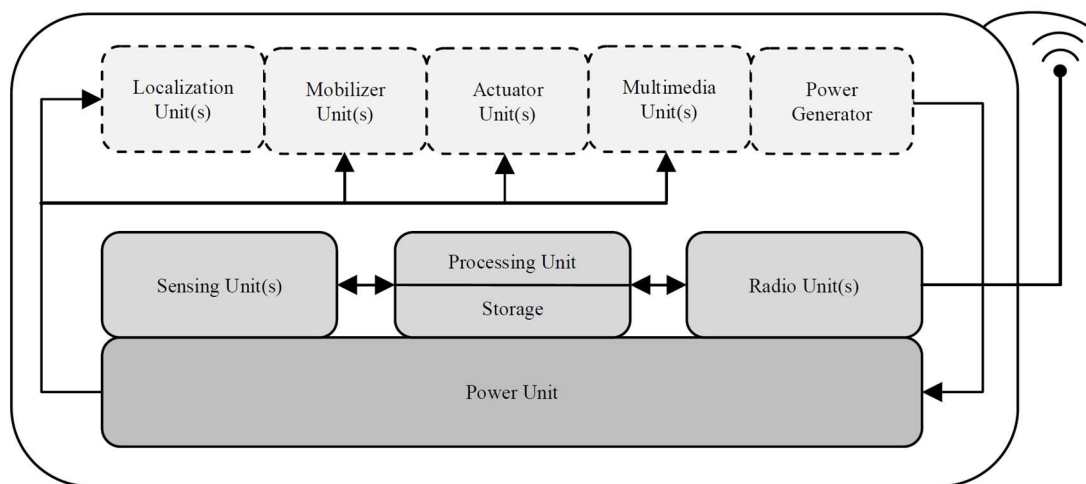 Localization
Unit(s)
Mobilizer
Unit(s)
Actuator
Unit(s)
Multimedia
Unit(s)
Power
Generator
Sensing Unit(s)
Processing Unit
Storage
Radio Unit(s)
Power Unit